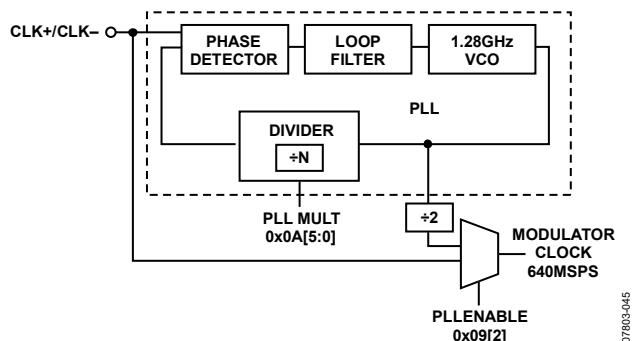 CLK+/CLK–
PHASE
DETECTOR
LOOP
FILTER
1.28GHz
VCO
PLL
DIVIDER
÷N
PLL MULT
0x0A[5:0]
÷2
MODULATOR
CLOCK
640MSPS
PLLENABLE
0x09[2]
07803-045